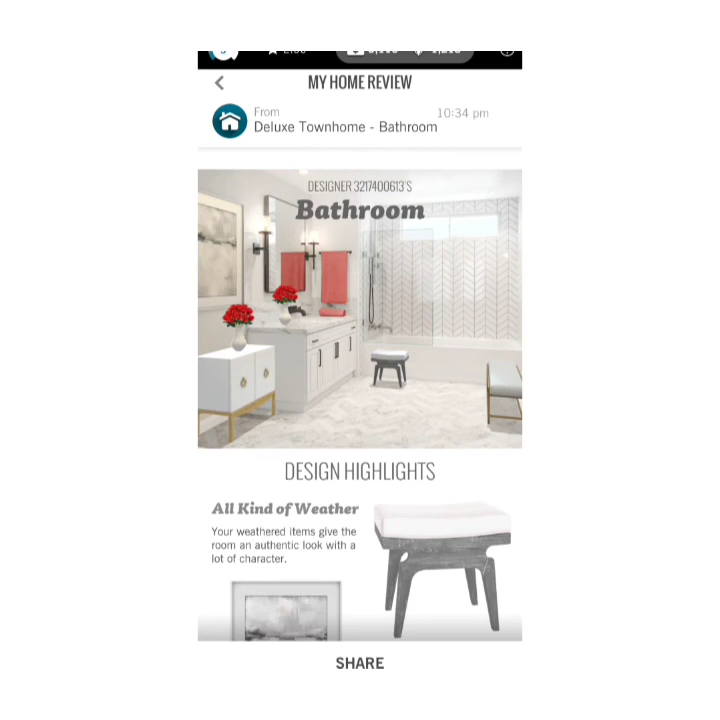 MY HOME REVIEW
From
10:34 pm
Deluxe Townhome - Bathroom
DESIGNER 3217400613'S
Bathroom
DESIGN HIGHLIGHTS
All Kind of Weather
Your weathered items give the
room an authentic look with a
lot of character.
SHARE